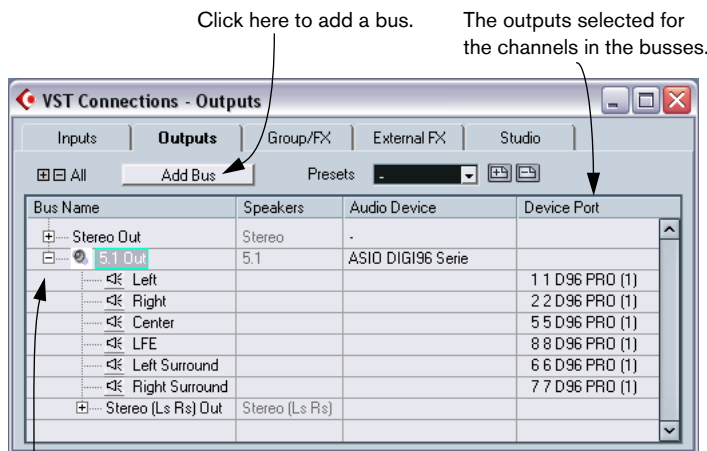 Click here to add a bus.
The outputs selected for
the channels in the busses.
VST Connections - Outputs
Inputs Outputs Group/FX External FX Studio
All Add Bus Presets -
Bus Name Speakers Audio Device Device Port
Stereo Out Stereo -
5.1 Out 5.1 ASIO DIGI96 Serie
Left 1 1 D96 PRO (1)
Right 2 2 D96 PRO (1)
Center 5 5 D96 PRO (1)
LFE 8 8 D96 PRO (1)
Left Surround 6 6 D96 PRO (1)
Right Surround 7 7 D96 PRO (1)
Stereo (Ls Rs) Out Stereo (Ls Rs)